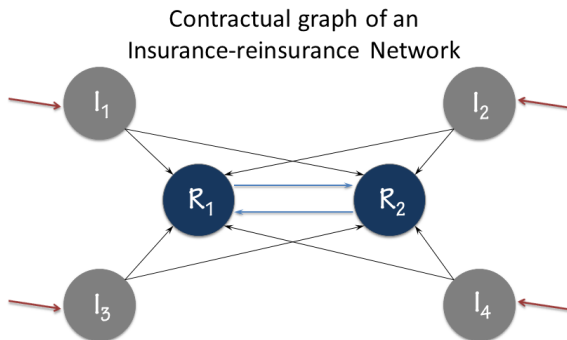 Contractual graph of an
Insurance-reinsurance Network
I₁
I₂
R₁
R₂
I₃
I₄